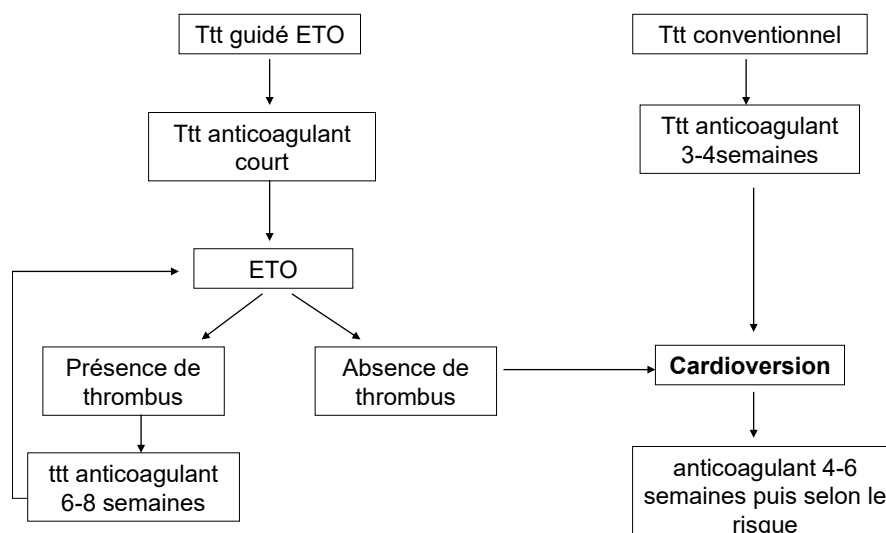 Ttt guidé ETO
Ttt conventionnel
Ttt anticoagulant
court
Ttt anticoagulant
3-4semaines
ETO
Présence de
thrombus
Absence de
thrombus
Cardioversion
ttt anticoagulant
6-8 semaines
anticoagulant 4-6
semaines puis selon le
risque